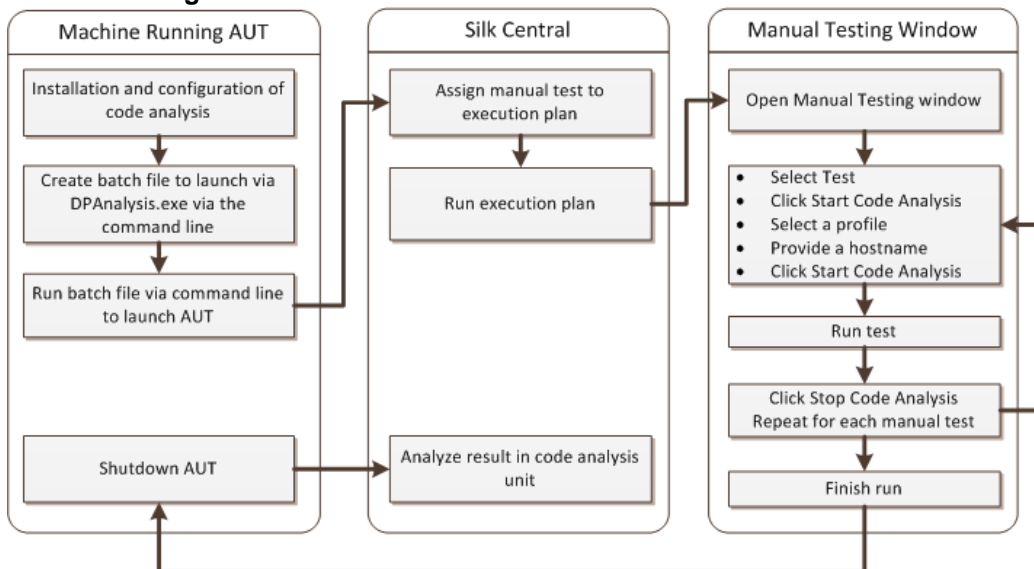 Machine Running AUT
Installation and configuration of
code analysis
Create batch file to launch via
DPAnalysis.exe via the
command line
Run batch file via command line
to launch AUT
Shutdown AUT
Silk Central
Assign manual test to
execution plan
Run execution plan
Analyze result in code analysis
unit
Manual Testing Window
Open Manual Testing window
• Select Test
• Click Start Code Analysis
• Select a profile
• Provide a hostname
• Click Start Code Analysis
Run test
Click Stop Code Analysis
Repeat for each manual test
Finish run